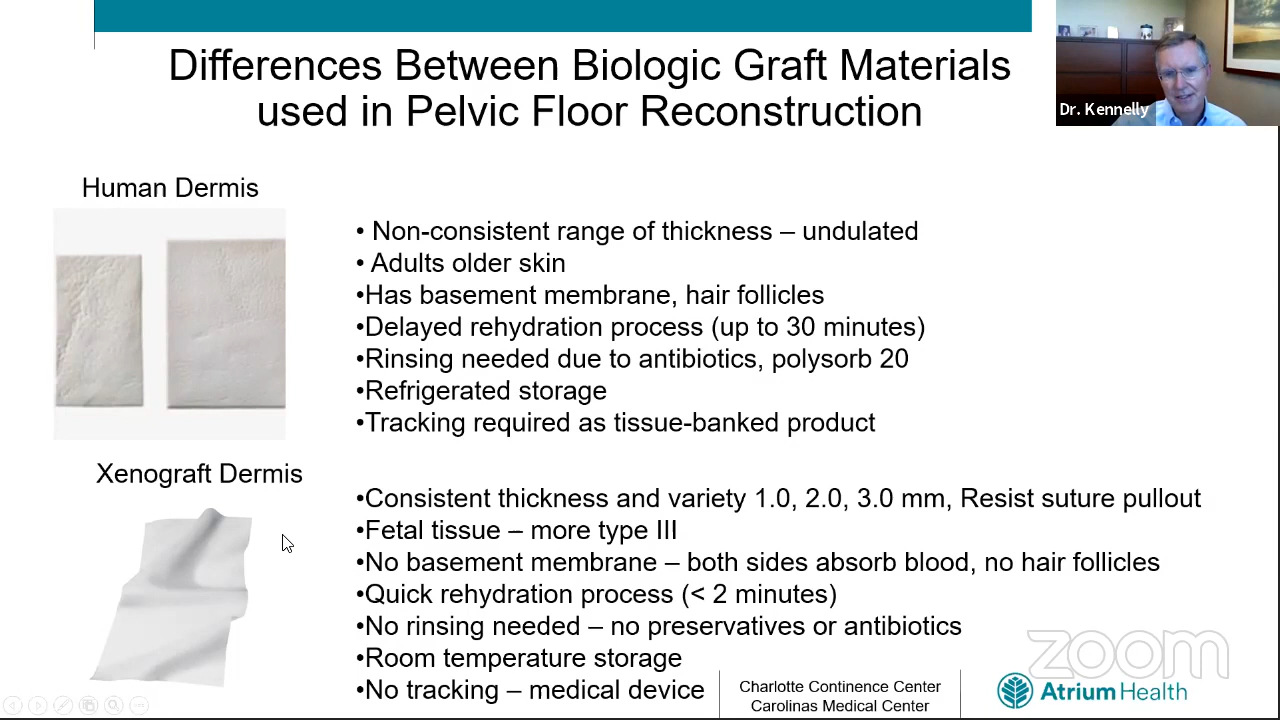 Differences Between Biologic Graft Materials
used in Pelvic Floor Reconstruction
Dr. Kennelly
Human Dermis
• Non-consistent range of thickness – undulated
• Adults older skin
•Has basement membrane, hair follicles
•Delayed rehydration process (up to 30 minutes)
•Rinsing needed due to antibiotics, polysorb 20
•Refrigerated storage
•Tracking required as tissue-banked product
Xenograft Dermis
•Consistent thickness and variety 1.0, 2.0, 3.0 mm, Resist suture pullout
•Fetal tissue – more type III
•No basement membrane – both sides absorb blood, no hair follicles
•Quick rehydration process (< 2 minutes)
•No rinsing needed – no preservatives or antibiotics
•Room temperature storage
•No tracking – medical device
Charlotte Continence Center
Carolinas Medical Center
zoom
Atrium Health